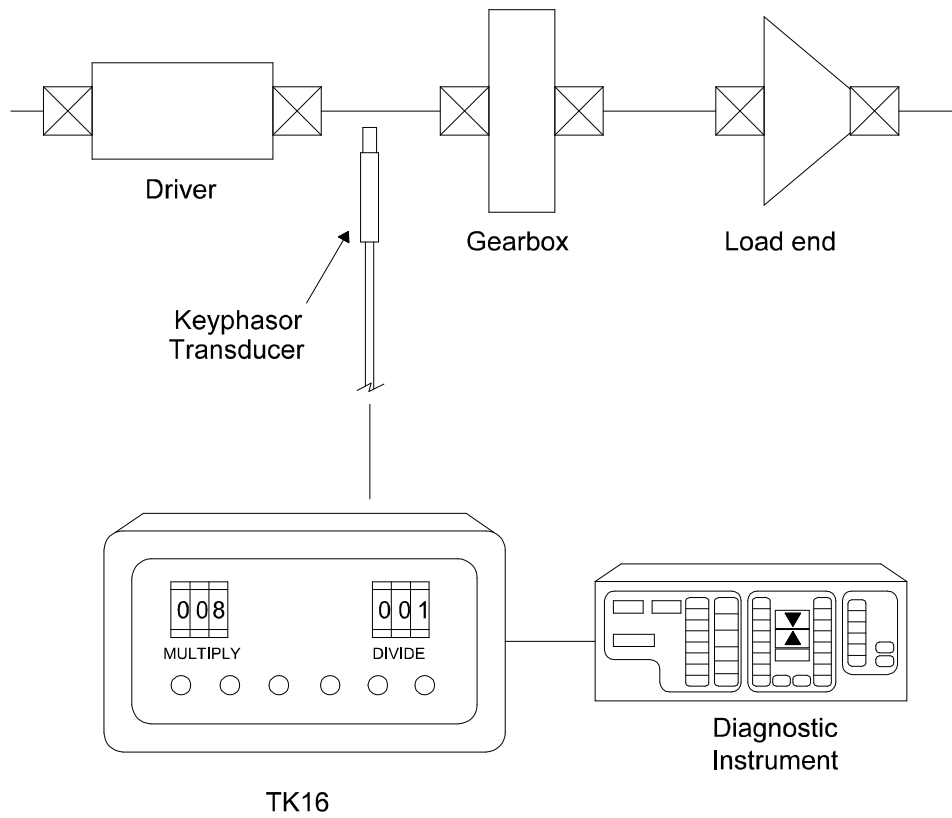 Driver
Gearbox
Load end
Keyphasor
Transducer
008
001
MULTIPLY
DIVIDE
Diagnostic
Instrument
TK16